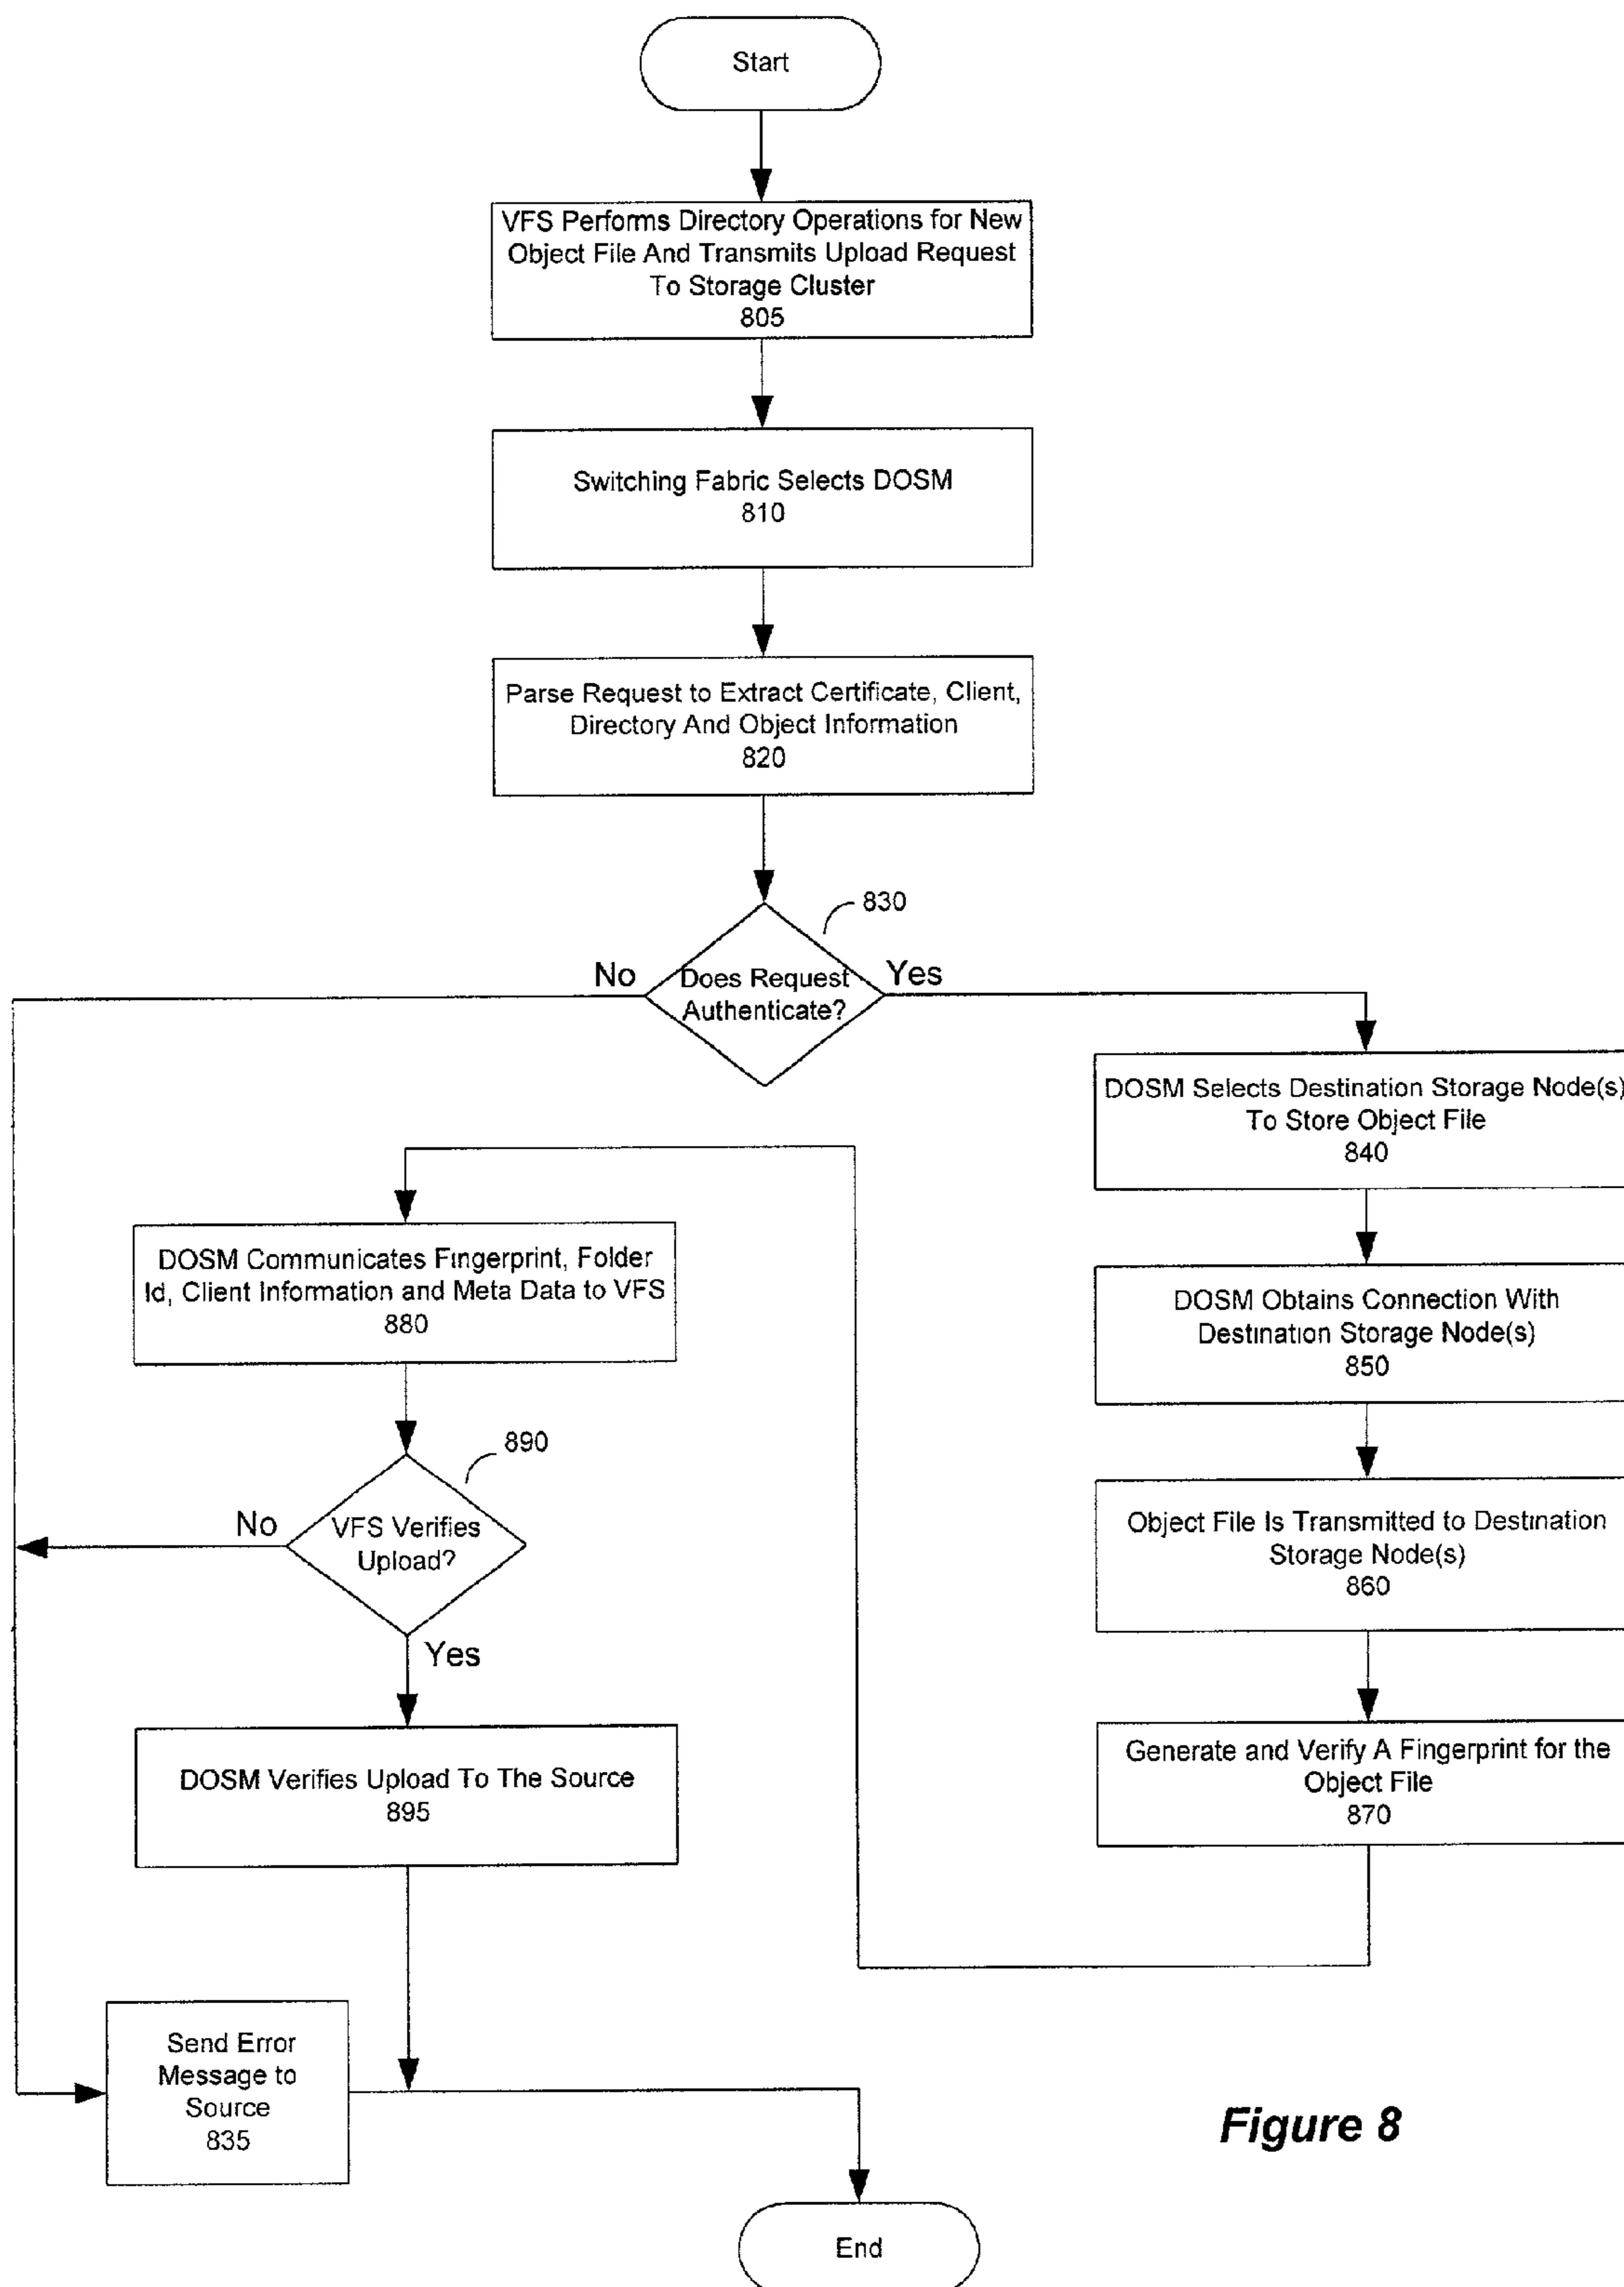 Start
VFS Performs Directory Operations for New
Object File And Transmits Upload Request
To Storage Cluster
805
Switching Fabric Selects DOSM
810
Parse Request to Extract Certificate, Client,
Directory And Object Information
820
830
No
Does Request
Authenticate?
Yes
DOSM Selects Destination Storage Node(s)
To Store Object File
840
DOSM Obtains Connection With
Destination Storage Node(s)
850
Object File Is Transmitted to Destination
Storage Node(s)
860
Generate and Verify A Fingerprint for the
Object File
870
DOSM Communicates Fingerprint, Folder
Id, Client Information and Meta Data to VFS
880
890
No
VFS Verifies
Upload?
Yes
DOSM Verifies Upload To The Source
895
Send Error
Message to
Source
835
End
Figure 8